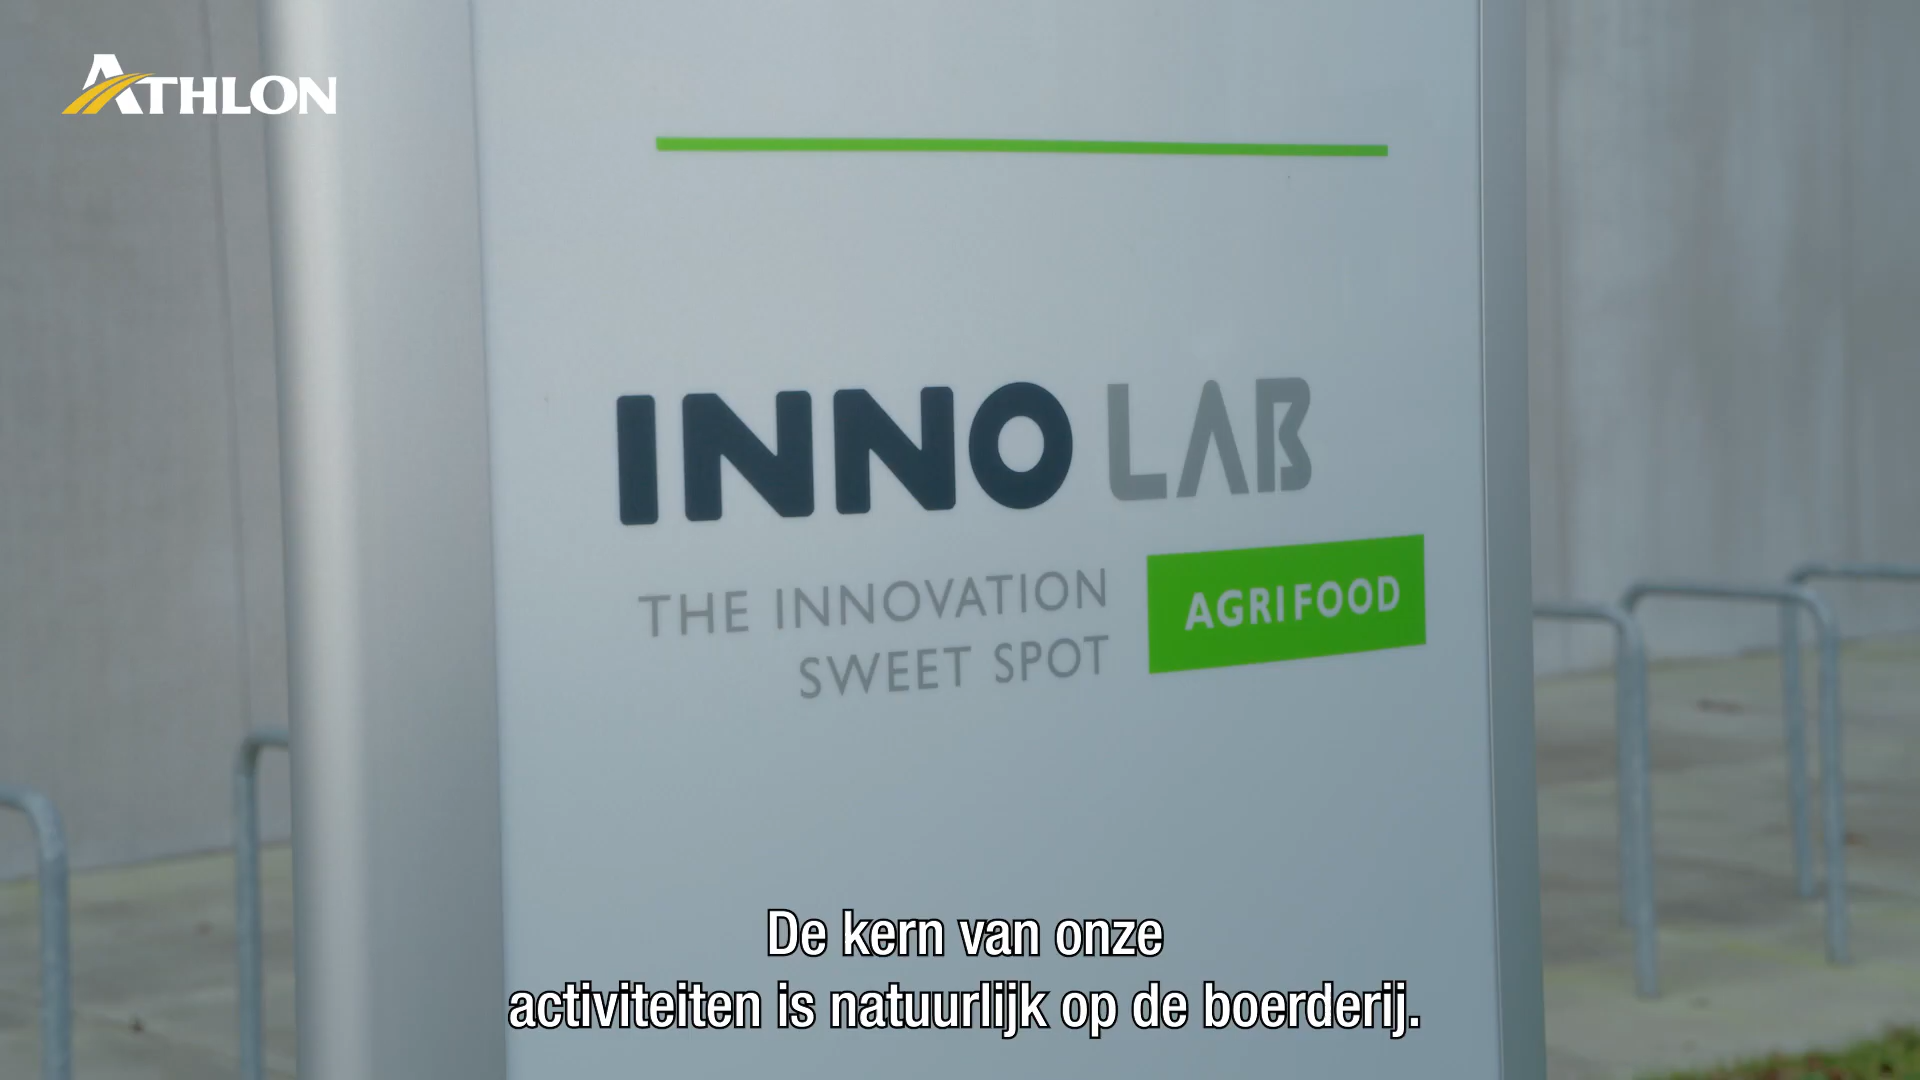 ATHLON
INNO LAB
THE INNOVATION
SWEET SPOT
AGRIFOOD
De kern van onze
activiteiten is natuurlijk op de boerderij.